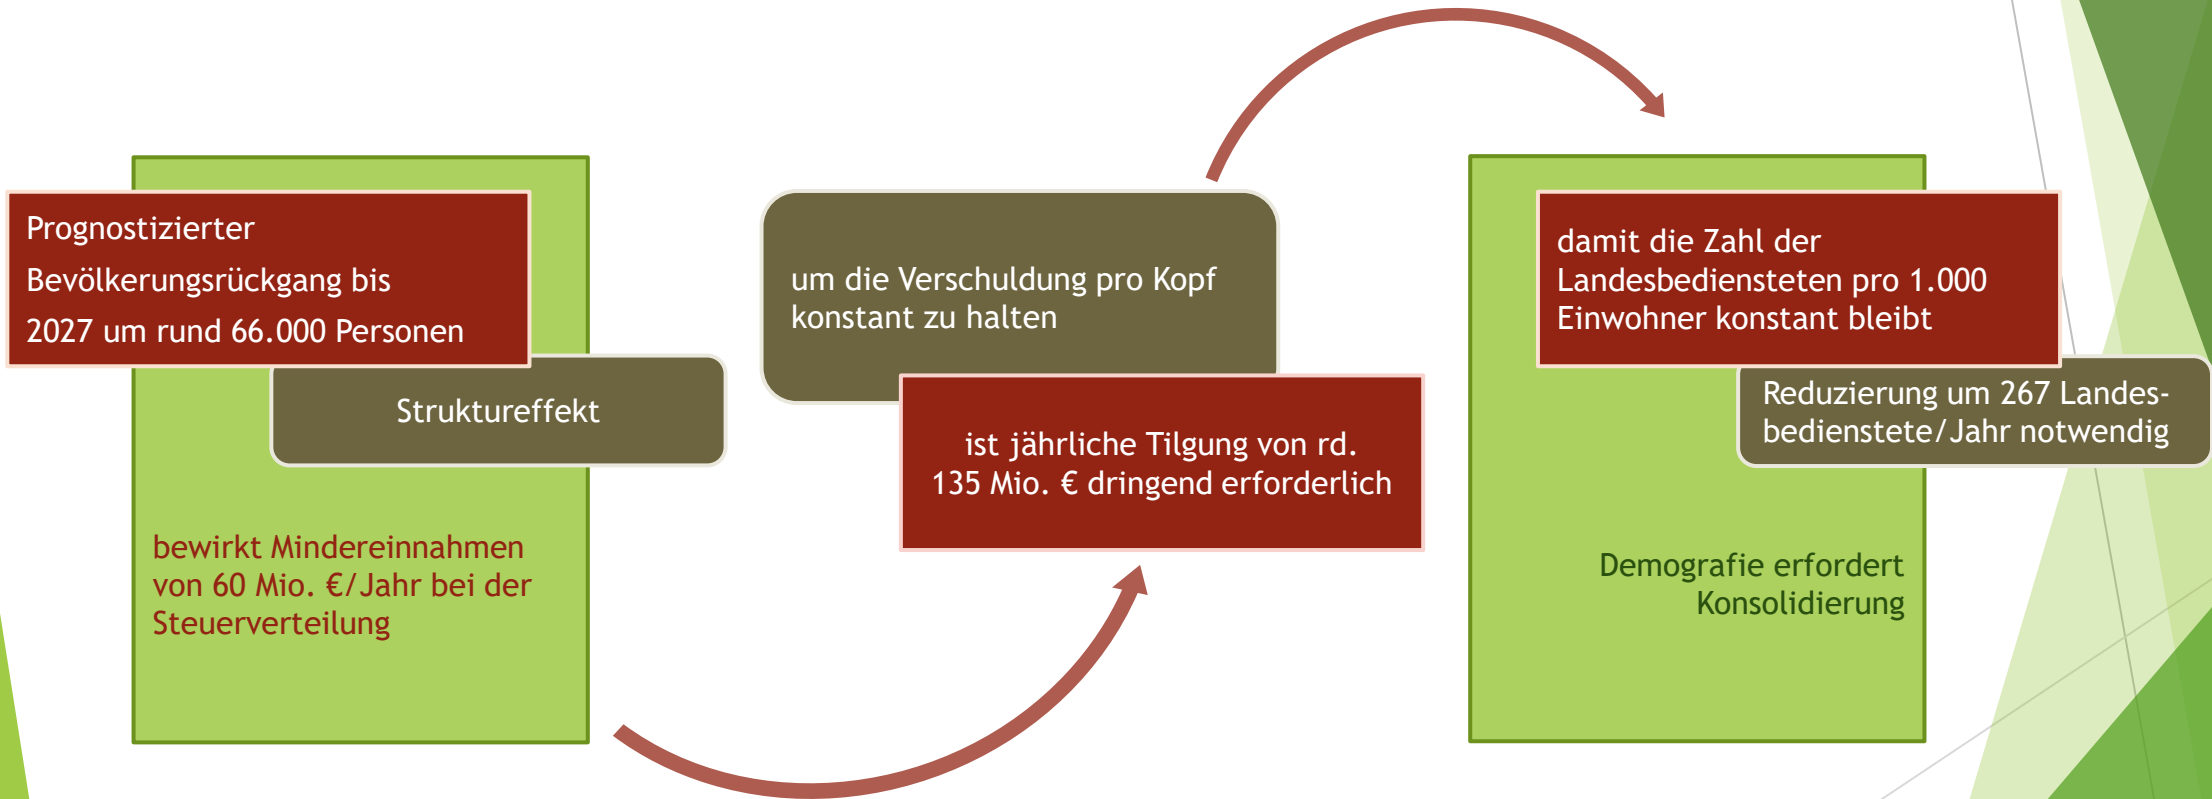 Prognostizierter
Bevölkerungsrückgang bis
2027 um rund 66.000 Personen
Struktureffekt
bewirkt Mindereinnahmen
von 60 Mio. €/Jahr bei der
Steuerverteilung
um die Verschuldung pro Kopf
konstant zu halten
ist jährliche Tilgung von rd.
135 Mio. € dringend erforderlich
damit die Zahl der
Landesbediensteten pro 1.000
Einwohner konstant bleibt
Reduzierung um 267 Landes-
bedienstete/Jahr notwendig
Demografie erfordert
Konsolidierung